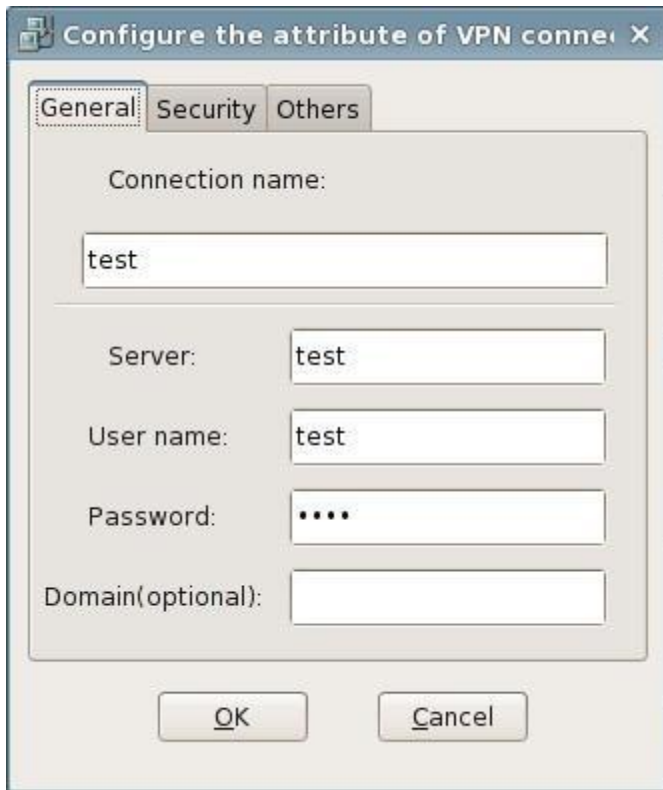 Configure the attribute of VPN
General Security Others
Connection name:
test
Server: test
User name: test
Password: ••••
Domain(optional):
OK Cancel